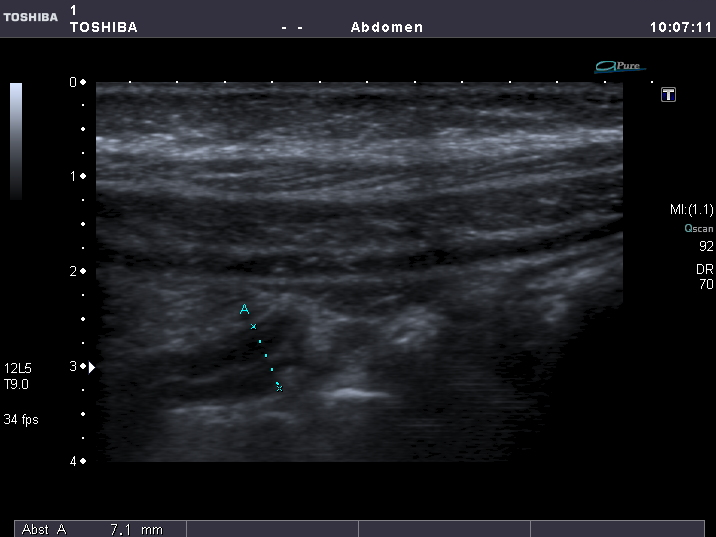 TOSHIBA
1
TOSHIBA - - Abdomen 10:07:11
aPure
T
0
1
2
3
4
A
MI:(1.1)
Qscan
92
DR
70
12L5
T9.0
34 fps
Abst A 7.1 mm